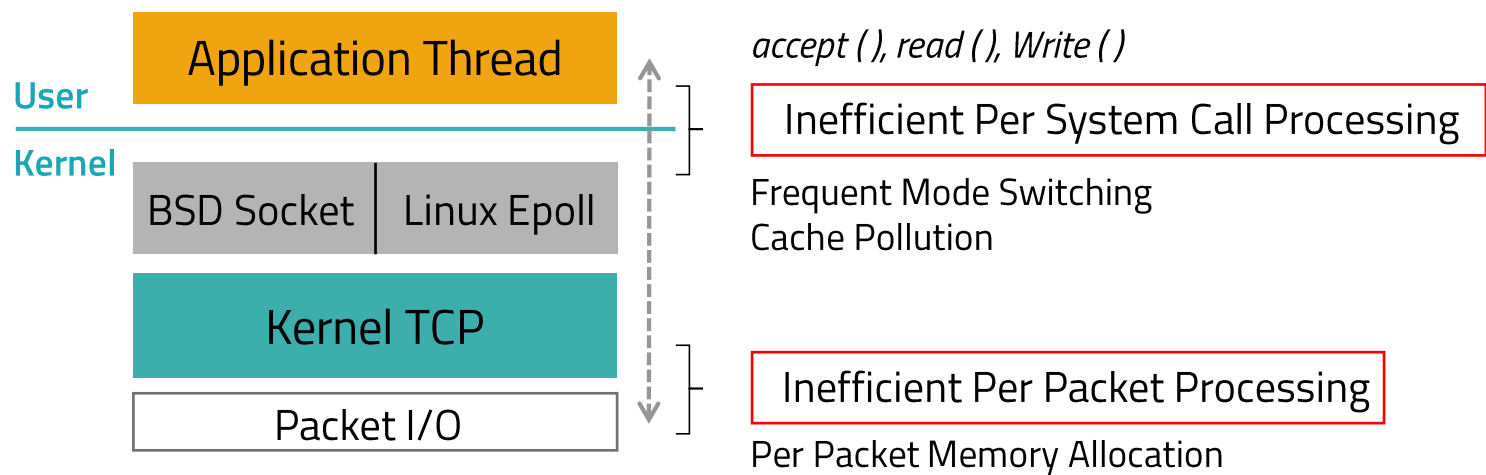 Application Thread
User
Kernel
BSD Socket
Linux Epoll
Kernel TCP
Packet I/O
accept ( ), read ( ), Write ( )
Inefficient Per System Call Processing
Frequent Mode Switching
Cache Pollution
Inefficient Per Packet Processing
Per Packet Memory Allocation